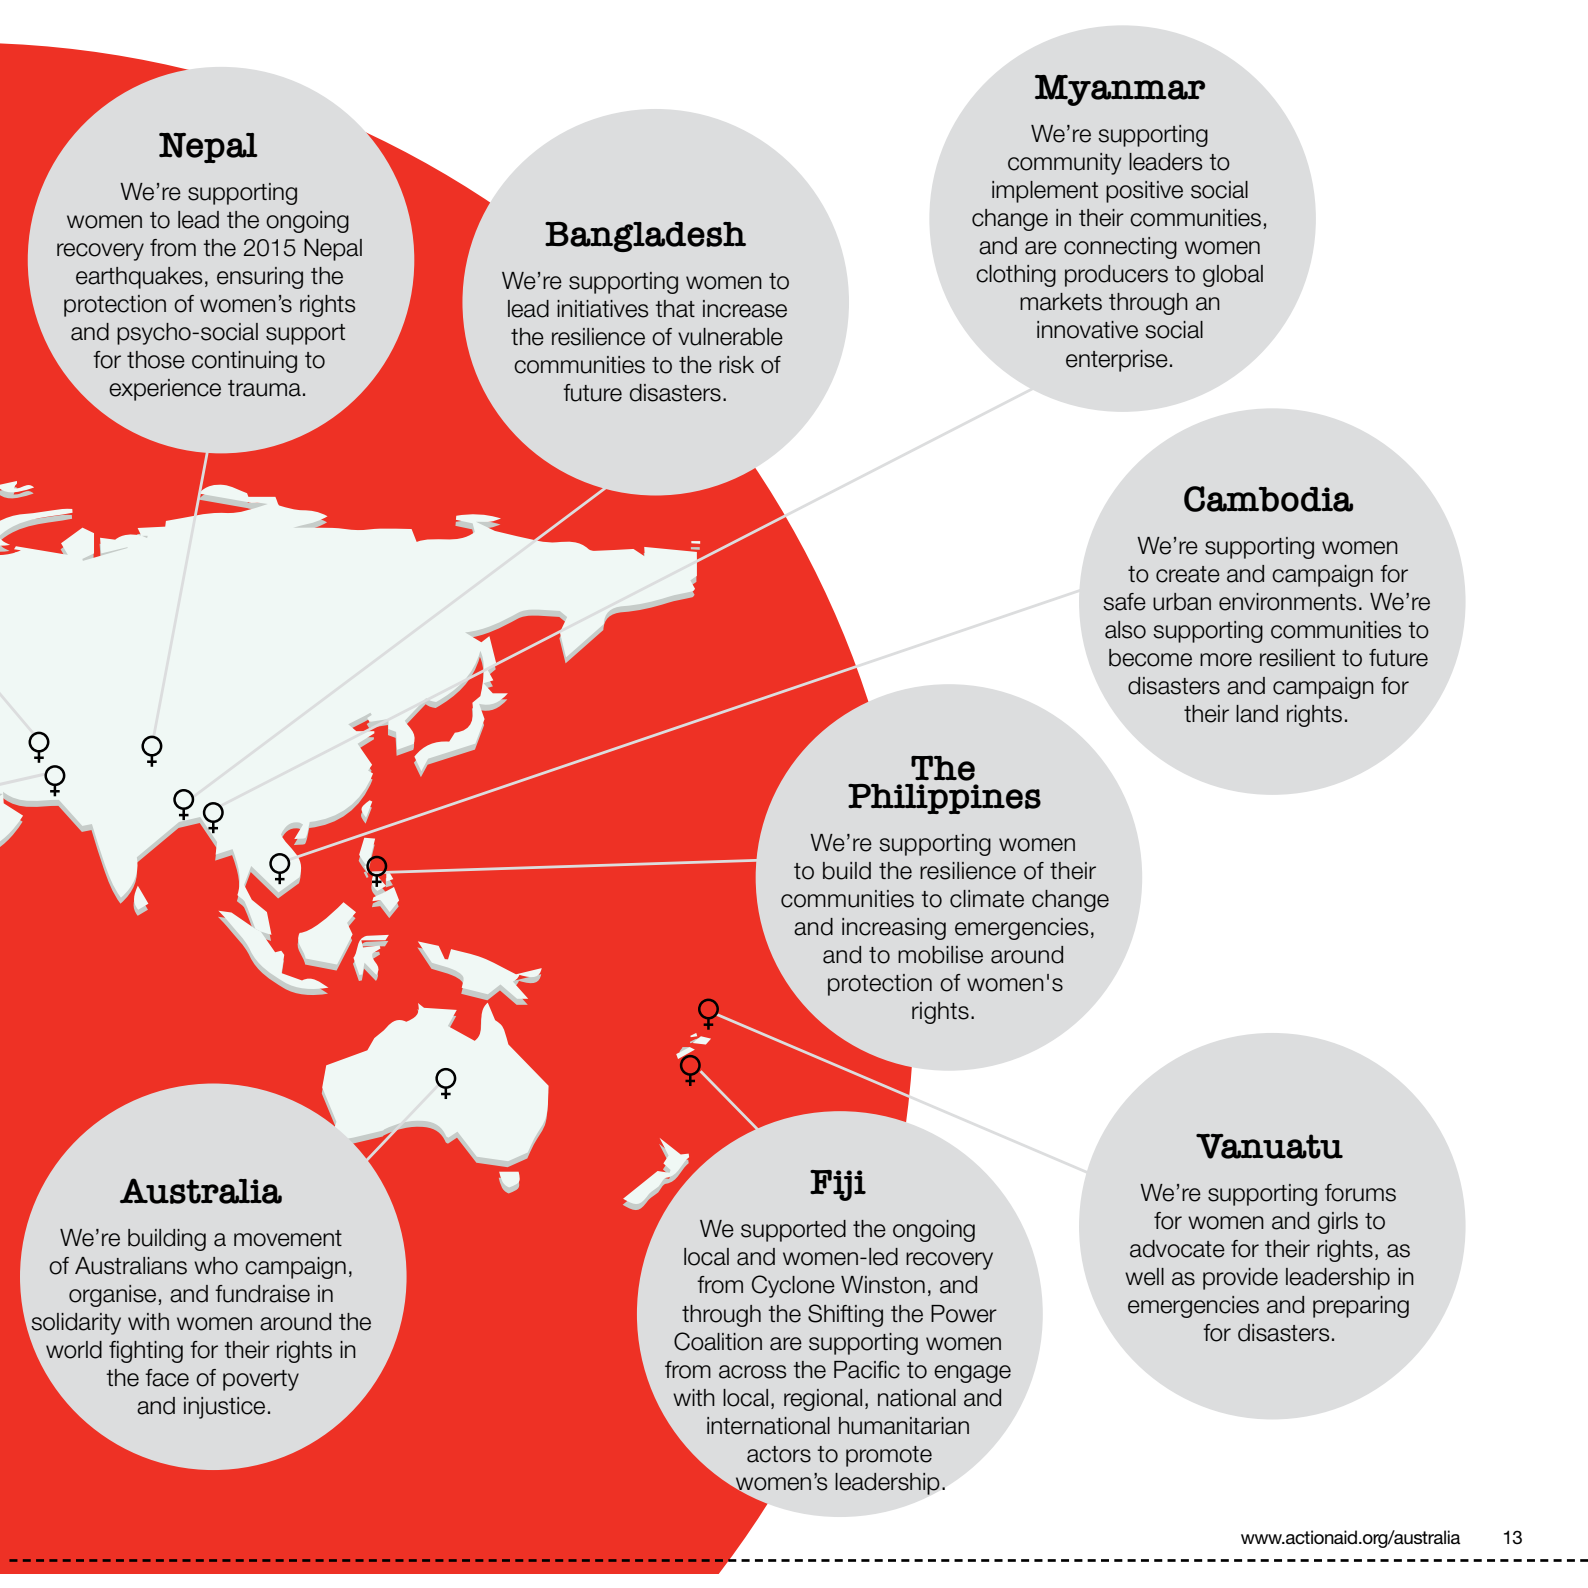 Nepal
We're supporting
women to lead the ongoing
recovery from the 2015 Nepal
earthquakes, ensuring the
protection of women's rights
and psycho-social support
for those continuing to
experience trauma.
Bangladesh
We're supporting women to
lead initiatives that increase
the resilience of vulnerable
communities to the risk of
future disasters.
Myanmar
We're supporting
community leaders to
implement positive social
change in their communities,
and are connecting women
clothing producers to global
markets through an
innovative social
enterprise.
Cambodia
We're supporting women
to create and campaign for
safe urban environments. We're
also supporting communities to
become more resilient to future
disasters and campaign for
their land rights.
The
Philippines
We're supporting women
to build the resilience of their
communities to climate change
and increasing emergencies,
and to mobilise around
protection of women's
rights.
Australia
We're building a movement
of Australians who campaign,
organise, and fundraise in
solidarity with women around the
world fighting for their rights in
the face of poverty
and injustice.
Fiji
We supported the ongoing
local and women-led recovery
from Cyclone Winston, and
through the Shifting the Power
Coalition are supporting women
from across the Pacific to engage
with local, regional, national and
international humanitarian
actors to promote
women's leadership.
Vanuatu
We're supporting forums
for women and girls to
advocate for their rights, as
well as provide leadership in
emergencies and preparing
for disasters.
www.actionaid.org/australia 13